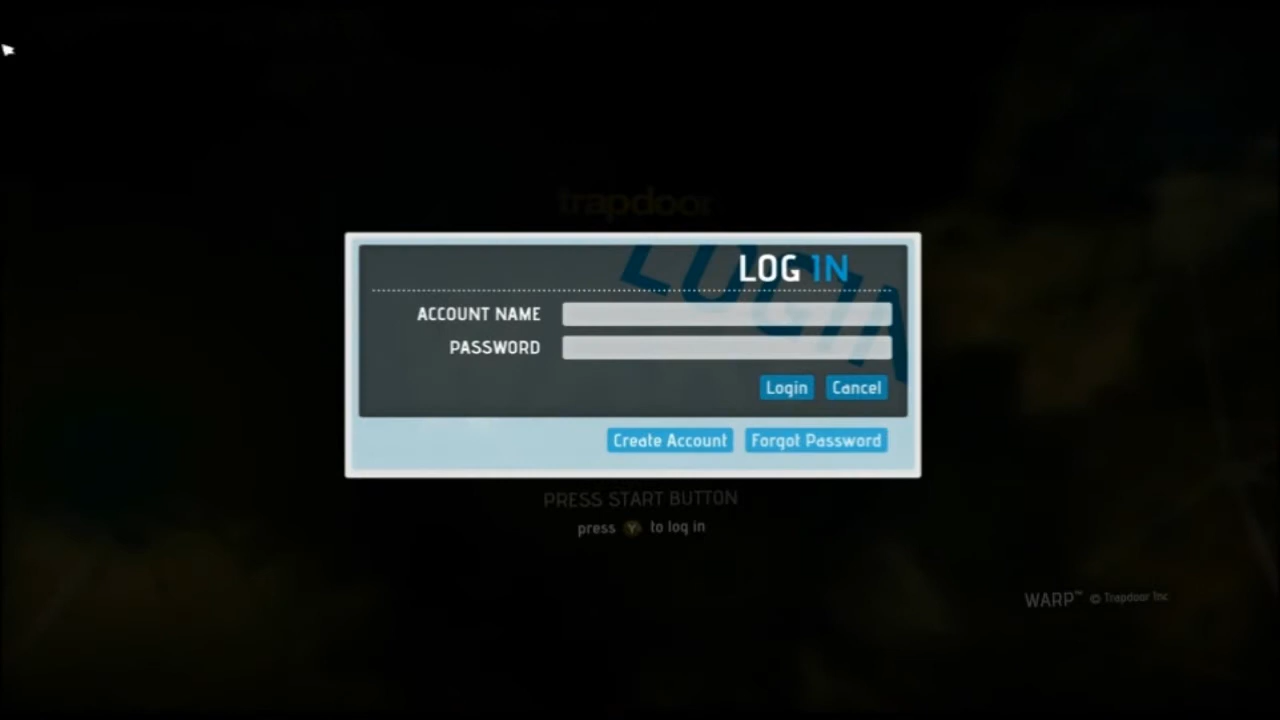 trapdoor
LOGIN
LOG IN
ACCOUNT NAME
PASSWORD
Login Cancel
Create Account Forgot Password
PRESS START BUTTON
press Y to log in
WARP™ © Trapdoor Inc